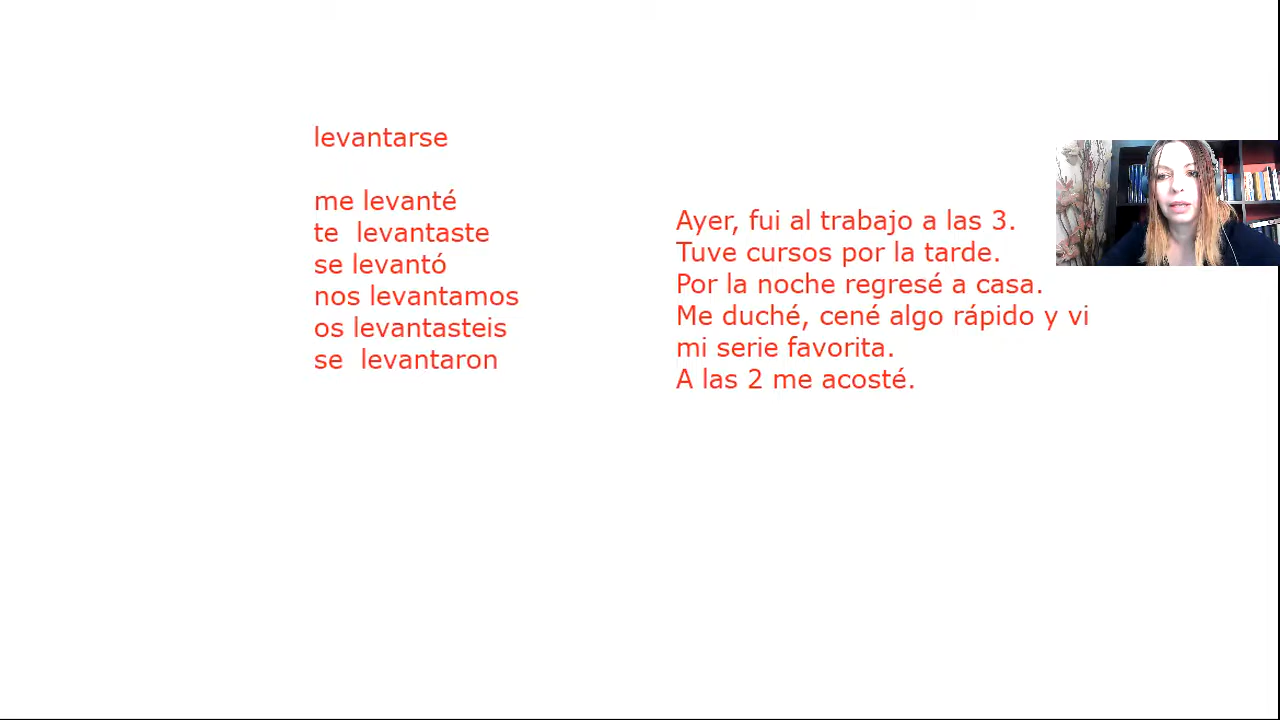 levantarse
me levanté
te levantaste
se levantó
nos levantamos
os levantasteis
se levantaron
Ayer, fui al trabajo a las 3.
Tuve cursos por la tarde.
Por la noche regresé a casa.
Me duché, cené algo rápido y vi
mi serie favorita.
A las 2 me acosté.